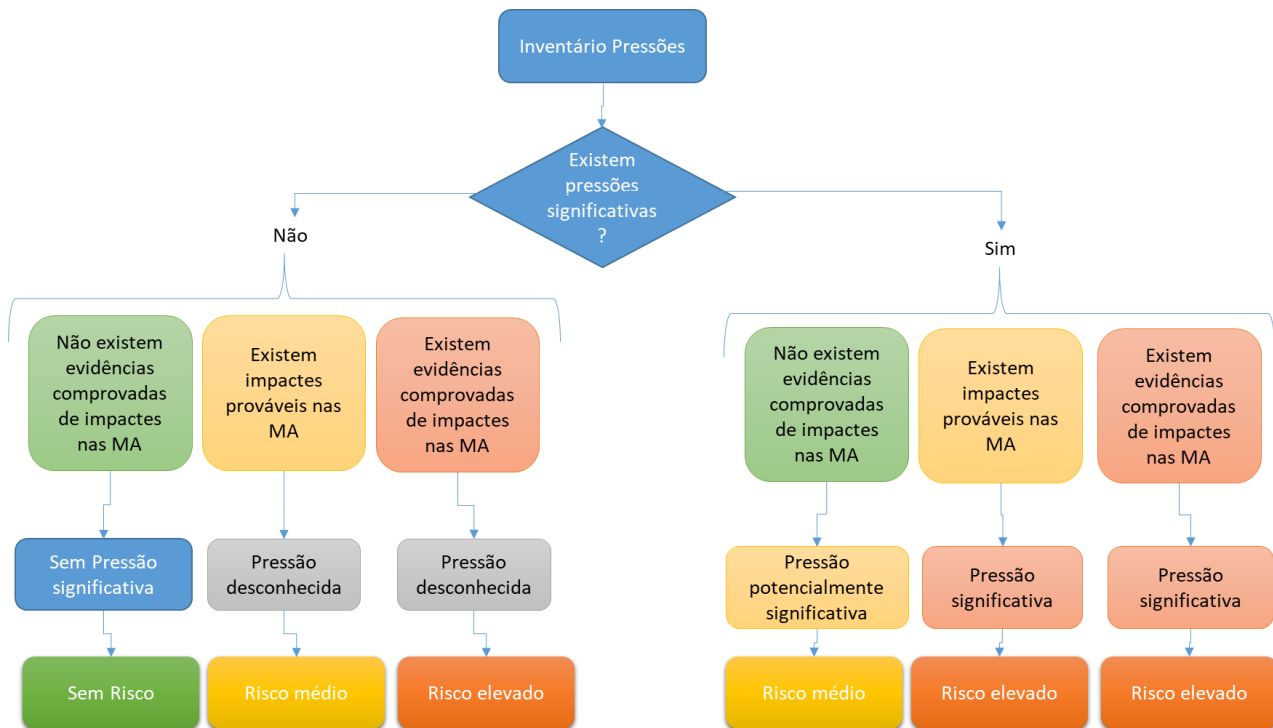 Inventário Pressões
Existem
pressões
significativas
?
Não
Sim
Não existem
evidências
comprovadas
de impactes
nas MA
Existem
impactes
prováveis nas
MA
Existem
evidências
comprovadas
de impactes
nas MA
Não existem
evidências
comprovadas
de impactes
nas MA
Existem
impactes
prováveis nas
MA
Existem
evidências
comprovadas
de impactes
nas MA
Sem Pressão
significativa
Pressão
desconhecida
Pressão
desconhecida
Pressão
potencialmente
significativa
Pressão
significativa
Pressão
significativa
Sem Risco
Risco médio
Risco elevado
Risco médio
Risco elevado
Risco elevado